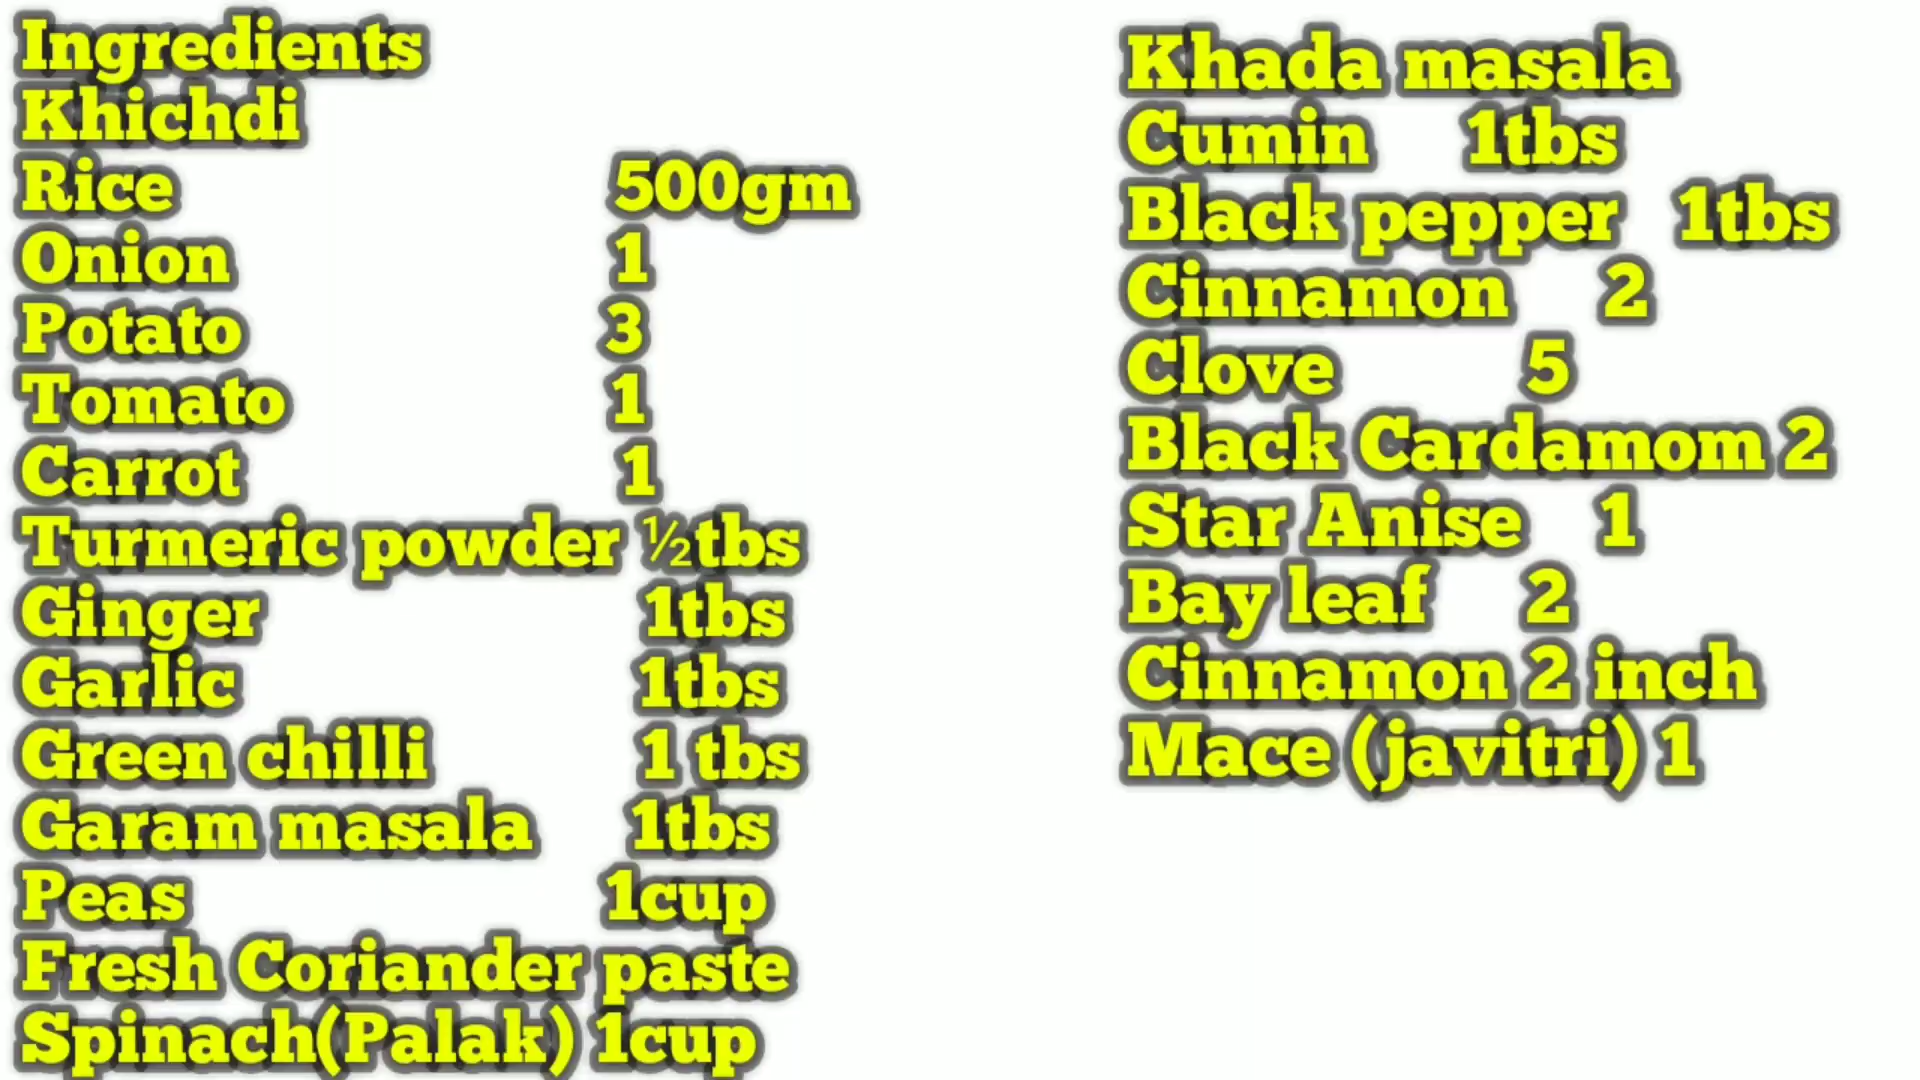 Ingredients
Khichdi
Rice 500gm
Onion 1
Potato 3
Tomato 1
Carrot 1
Turmeric powder ½tbs
Ginger 1tbs
Garlic 1tbs
Green chilli 1 tbs
Garam masala 1tbs
Peas 1cup
Fresh Coriander paste
Spinach(Palak) 1cup
Khada masala
Cumin 1tbs
Black pepper 1tbs
Cinnamon 2
Clove 5
Black Cardamom 2
Star Anise 1
Bay leaf 2
Cinnamon 2 inch
Mace (javitri) 1